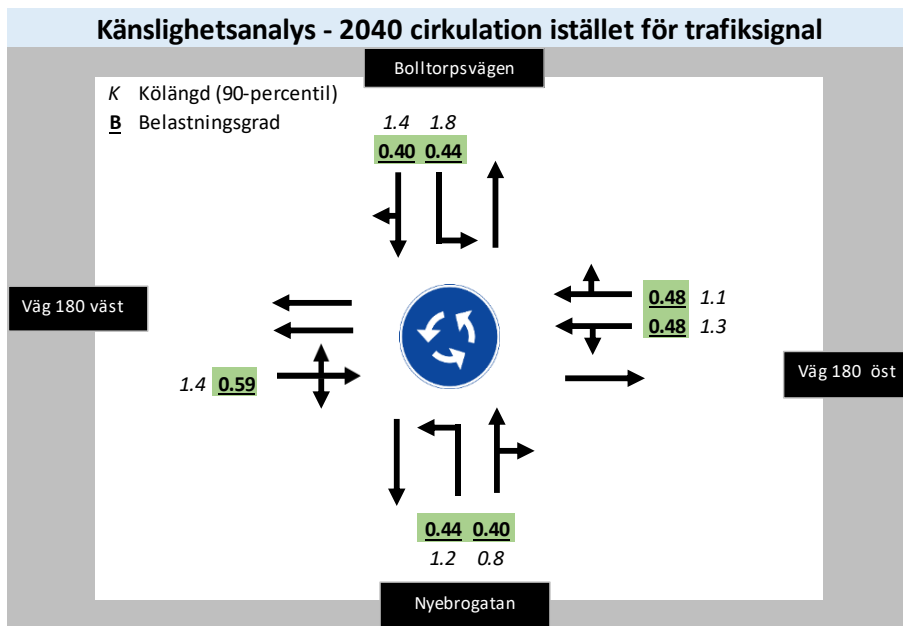 Känslighetsanalys - 2040 cirkulation istället för trafiksignal
Bolltorpsvägen
K Kölängd (90-percentil)
B Belastningsgrad
1.4 1.8
0.40 0.44
Väg 180 väst
0.48 1.1
0.48 1.3
Väg 180 öst
1.4 0.59
0.44 0.40
1.2 0.8
Nyebrogatan